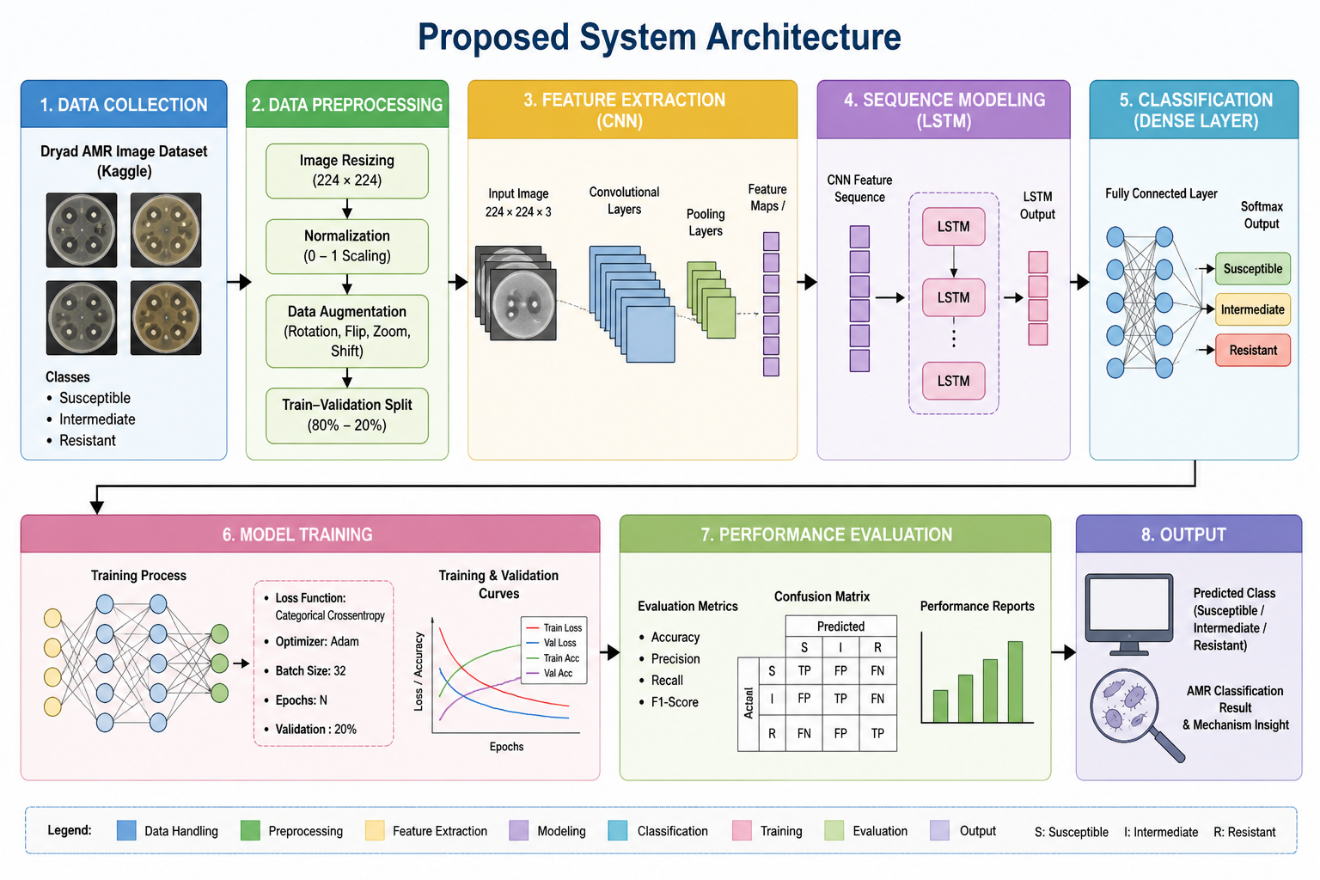 Proposed System Architecture
1. DATA COLLECTION
Dryad AMR Image Dataset
(Kaggle)
Classes
• Susceptible
• Intermediate
• Resistant
2. DATA PREPROCESSING
Image Resizing
(224 × 224)
Normalization
(0 – 1 Scaling)
Data Augmentation
(Rotation, Flip, Zoom,
Shift)
Train–Validation Split
(80% – 20%)
3. FEATURE EXTRACTION
(CNN)
Input Image
224 × 224 × 3
Convolutional
Layers
Pooling
Layers
Feature
Maps /
4. SEQUENCE MODELING
(LSTM)
CNN Feature
Sequence
LSTM
LSTM
⋮
LSTM
LSTM
Output
5. CLASSIFICATION
(DENSE LAYER)
Fully Connected Layer
Softmax
Output
Susceptible
Intermediate
Resistant
6. MODEL TRAINING
Training Process
• Loss Function:
Categorical Crossentropy
• Optimizer: Adam
• Batch Size: 32
• Epochs: N
• Validation : 20%
Training & Validation
Curves
Loss / Accuracy
Train Loss
Val Loss
Train Acc
Val Acc
Epochs
7. PERFORMANCE EVALUATION
Evaluation Metrics
• Accuracy
• Precision
• Recall
• F1-Score
Confusion Matrix
Predicted
S I R
Actant
S TP FP FN
I FP TP FN
R FN FP TP
Performance Reports
8. OUTPUT
Predicted Class
(Susceptible /
Intermediate /
Resistant)
AMR Classification
Result
& Mechanism Insight
Legend: Data Handling Preprocessing Feature Extraction Modeling Classification Training Evaluation Output S: Susceptible I: Intermediate R: Resistant